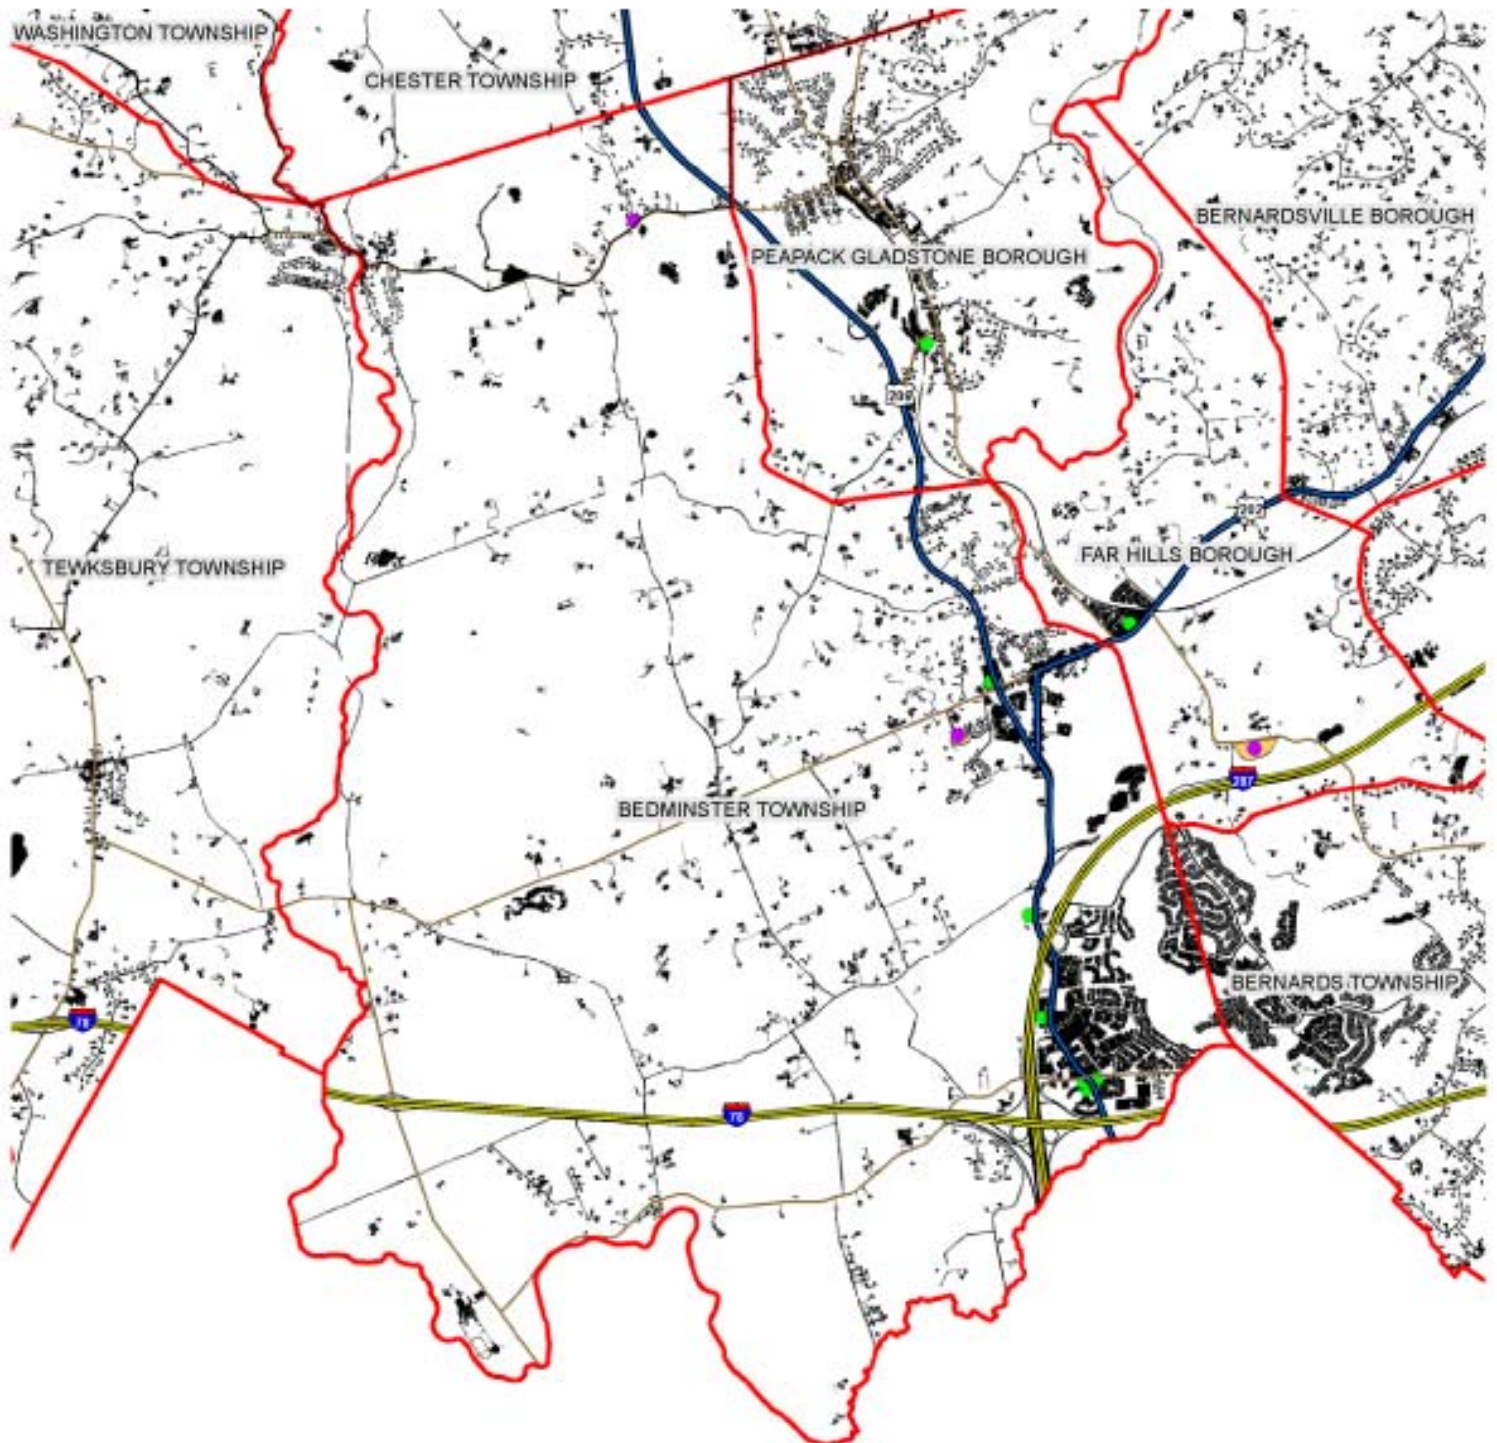 WASHINGTON TOWNSHIP
CHESTER TOWNSHIP
BERNARDSVILLE BOROUGH
PEAPACK GLADSTONE BOROUGH
202
FAR HILLS BOROUGH
TEWKSBURY TOWNSHIP
287
BEDMINSTER TOWNSHIP
BERNARDS TOWNSHIP
78
78